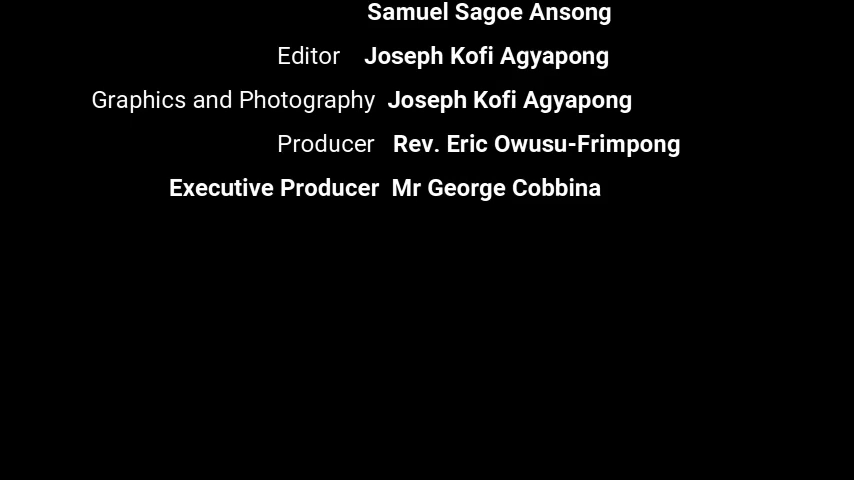 Samuel Sagoe Ansong
Editor Joseph Kofi Agyapong
Graphics and Photography Joseph Kofi Agyapong
Producer Rev. Eric Owusu-Frimpong
Executive Producer Mr George Cobbina